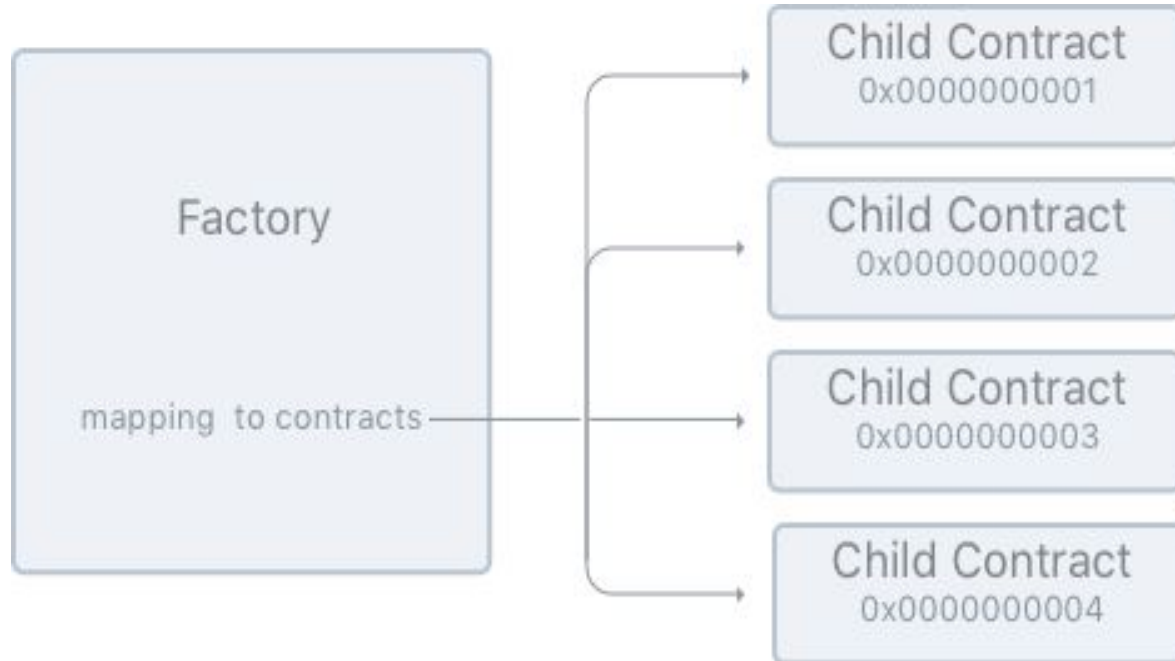 Factory
mapping to contracts
Child Contract
0x0000000001
Child Contract
0x0000000002
Child Contract
0x0000000003
Child Contract
0x0000000004